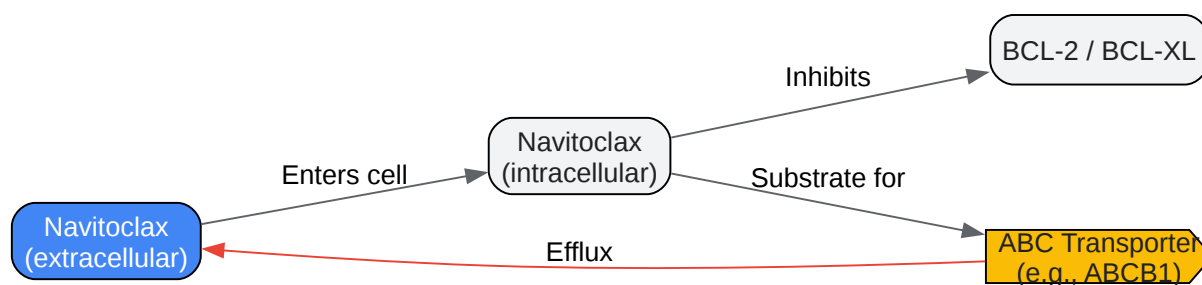 BCL-2 / BCL-XL
Inhibits
Navitoclax
(intracellular)
Enters cell
Substrate for
Navitoclax
(extracellular)
Efflux
ABC Transporter
(e.g., ABCB1)